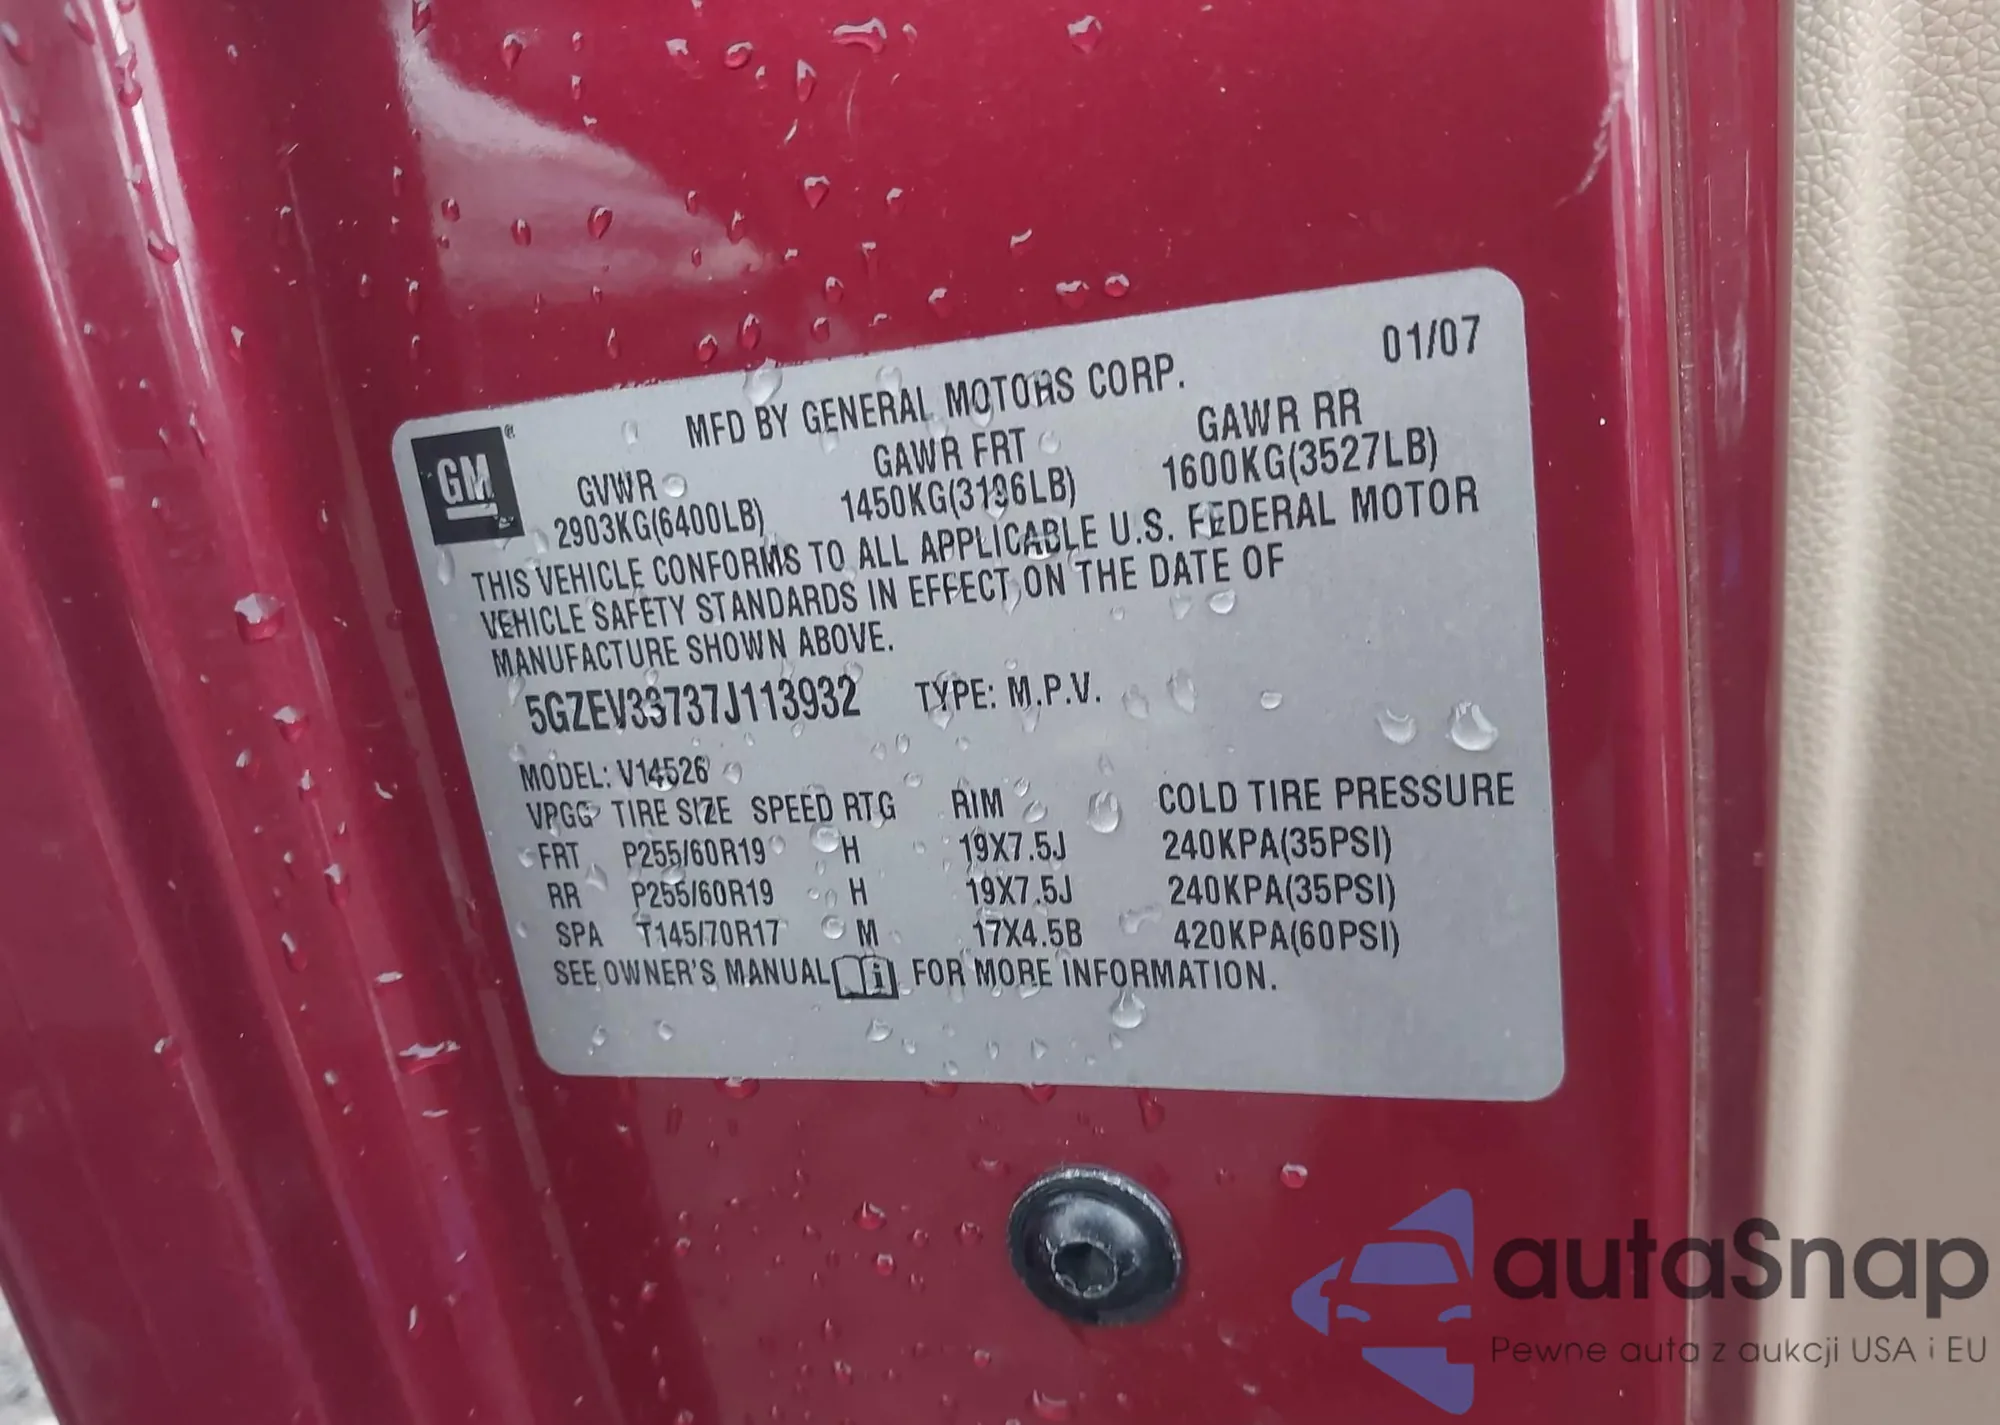 01/07
MFD BY GENERAL MOTORS CORP.
GM®
GVWR GAWR FRT GAWR RR
2903KG(6400LB) 1450KG(3196LB) 1600KG(3527LB)
THIS VEHICLE CONFORMS TO ALL APPLICABLE U.S. FEDERAL MOTOR
VEHICLE SAFETY STANDARDS IN EFFECT ON THE DATE OF
MANUFACTURE SHOWN ABOVE.
5GZEV33737J113932 TYPE: M.P.V.
MODEL: V14526
TIRE SIZE SPEED RTG RIM COLD TIRE PRESSURE
FRT P255/60R19 H 19X7.5J 240KPA(35PSI)
RR P255/60R19 H 19X7.5J 240KPA(35PSI)
SPA T145/70R17 M 17X4.5B 420KPA(60PSI)
SEE OWNER'S MANUAL FOR MORE INFORMATION.
autaSnap
Pewne auta z aukcji USA i EU